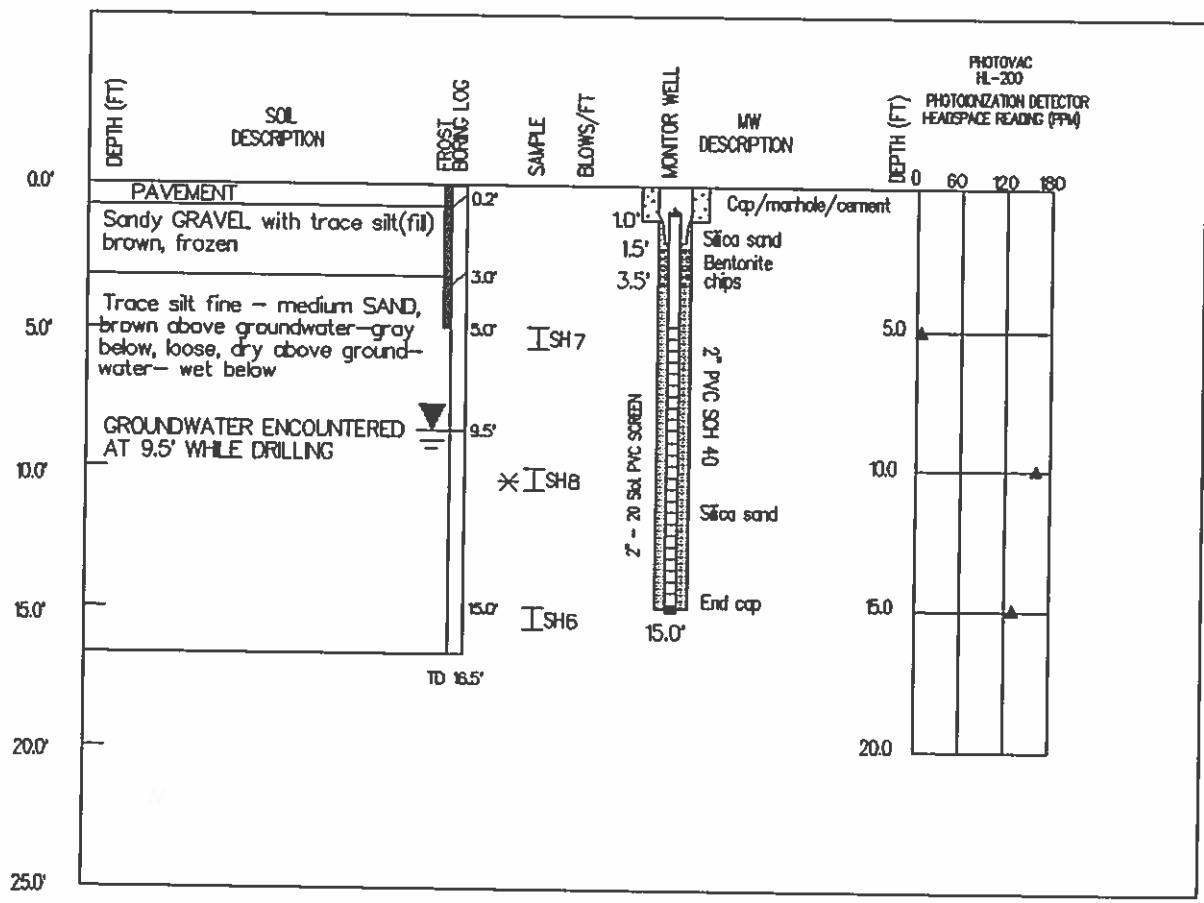 PHOTOVAC
HL-200
PHOTOIONZATION DETECTOR
HEADSPACE READING (PPM)
DEPTH (FT)
SOIL
DESCRIPTION
FROST
BORING LOG
SAMPLE
BLOWS/FT
MONITOR WELL
MW
DESCRIPTION
DEPTH (FT)
0 60 120 180
0.0'
PAVEMENT
0.2'
Sandy GRAVEL with trace silt(fill)
brown, frozen
3.0'
Trace silt fine - medium SAND,
brown above groundwater-gray
below, loose, dry above ground-
water- wet below
5.0'
5.0'
SH7
GROUNDWATER ENCOUNTERED
AT 9.5' WHILE DRILLING
9.5'
10.0'
SH8
15.0'
15.0'
SH6
TD 16.5'
20.0'
25.0'
1.0'
Cap/manhole/cement
1.5'
Silica sand
3.5'
Bentonite
chips
2" PVC SCH 40
2" - 20 Slot PVC SCREEN
Silica sand
End cap
15.0'
5.0
10.0
15.0
20.0